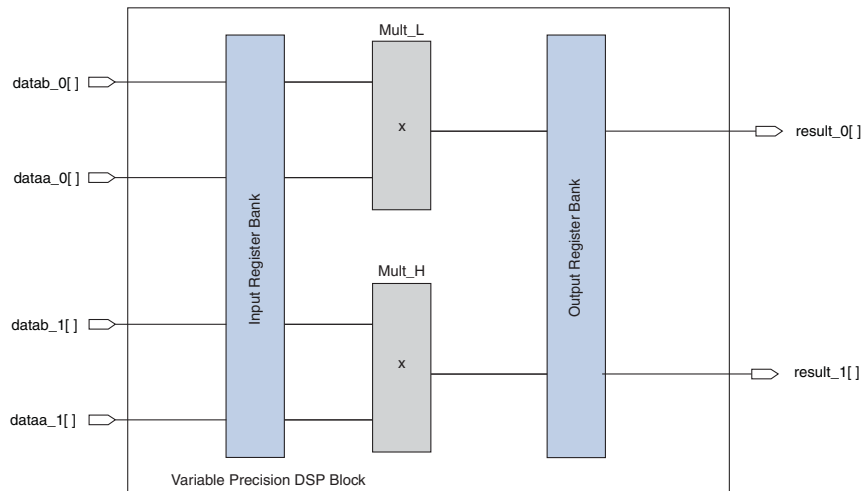 Mult_L
datab_0[ ]
x
result_0[ ]
dataa_0[ ]
Input Register Bank
Output Register Bank
Mult_H
datab_1[ ]
x
result_1[ ]
dataa_1[ ]
Variable Precision DSP Block